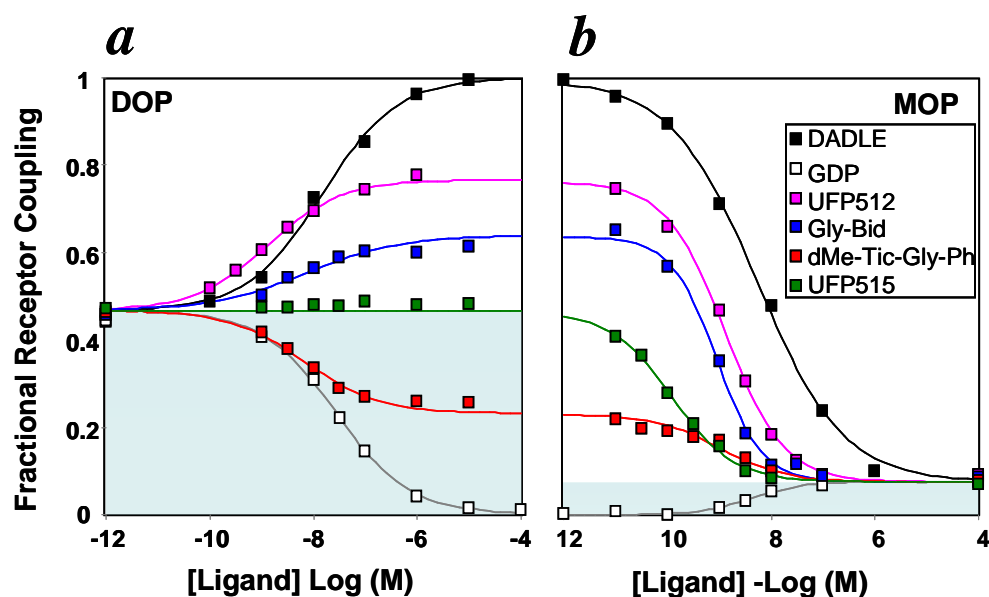 a
b
DOP
MOP
Fractional Receptor Coupling
1
0.8
0.6
0.4
0.2
0
-12
-10
-8
-6
-4
[Ligand] Log (M)
DADLE
GDP
UFP512
Gly-Bid
dMe-Tic-Gly-Ph
UFP515
12
10
8
6
4
[Ligand] -Log (M)